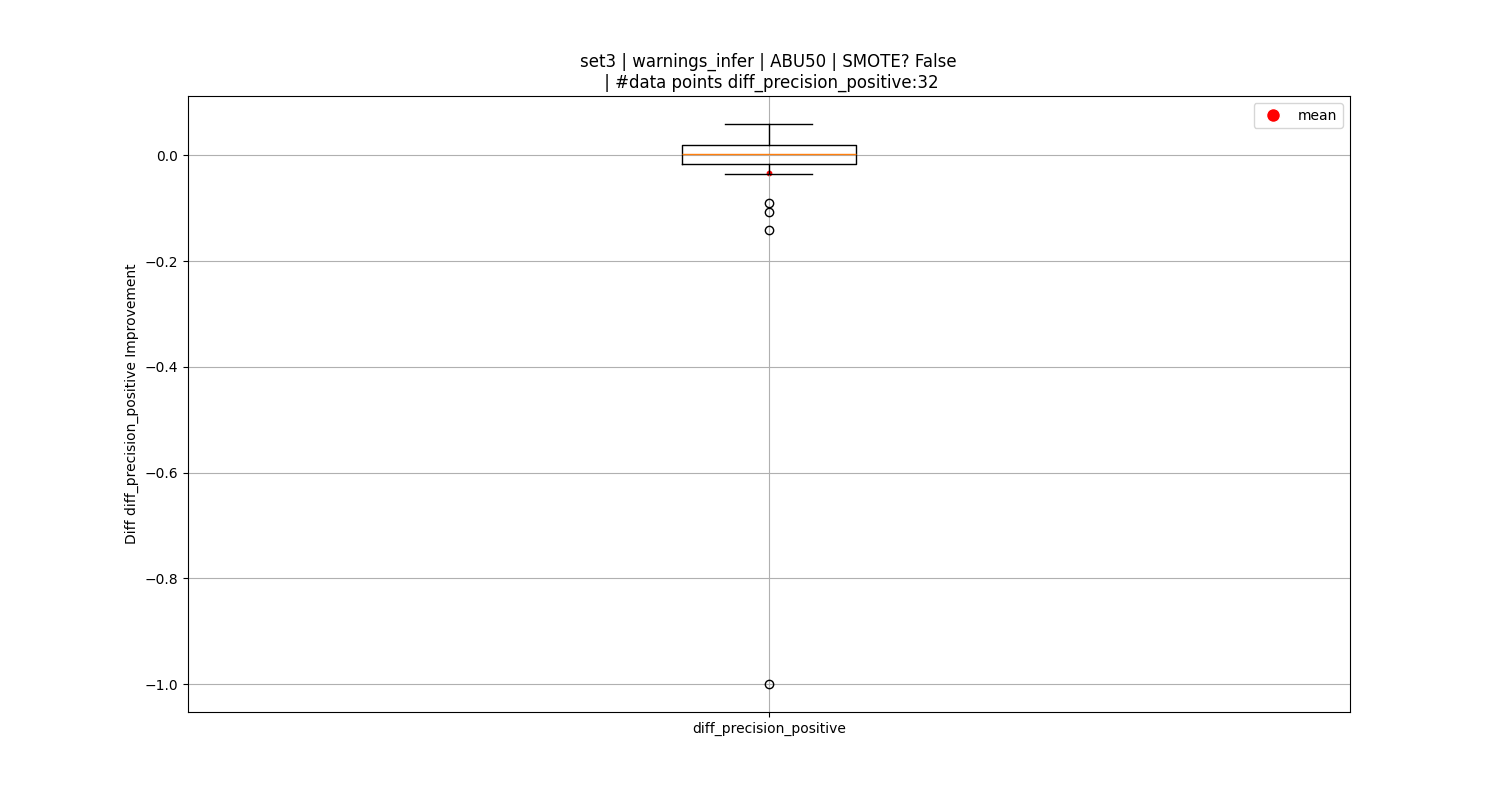 set3 | warnings_infer | ABU50 | SMOTE? False
| #data points diff_precision_positive:32
mean
0.0
−0.2
−0.4
−0.6
−0.8
−1.0
Diff diff_precision_positive Improvement
diff_precision_positive